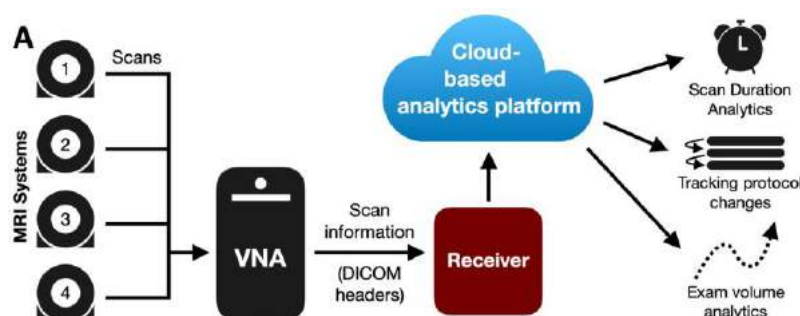 A
MRI Systems
1
2
3
4
Scans
VNA
Scan
information
(DICOM
headers)
Receiver
Cloud-
based
analytics platform
L
Scan Duration
Analytics
Tracking protocol
changes
Exam volume
analytics